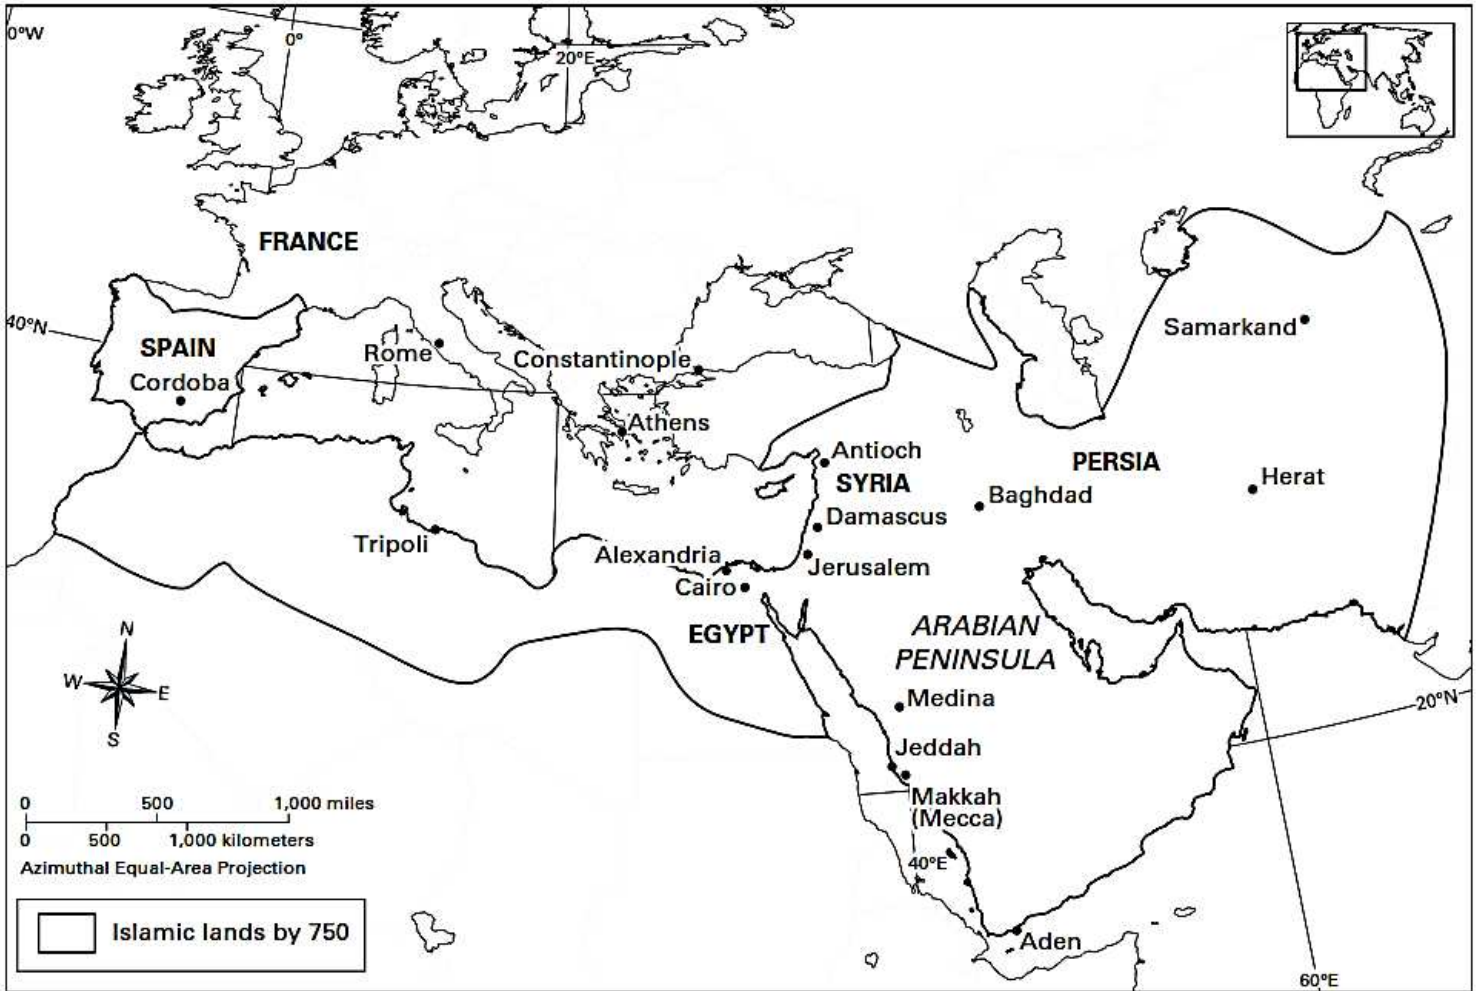 0°W
0°
20°E
FRANCE
40°N
SPAIN
Cordoba
Rome
Constantinople
Samarkand
Athens
Antioch
SYRIA
PERSIA
Herat
Baghdad
Damascus
Tripoli
Alexandria
Jerusalem
Cairo
EGYPT
ARABIAN
PENINSULA
N
W
E
S
Medina
20°N
Jeddah
Makkah
(Mecca)
40°E
Aden
60°E
0 500 1,000 miles
0 500 1,000 kilometers
Azimuthal Equal-Area Projection
Islamic lands by 750